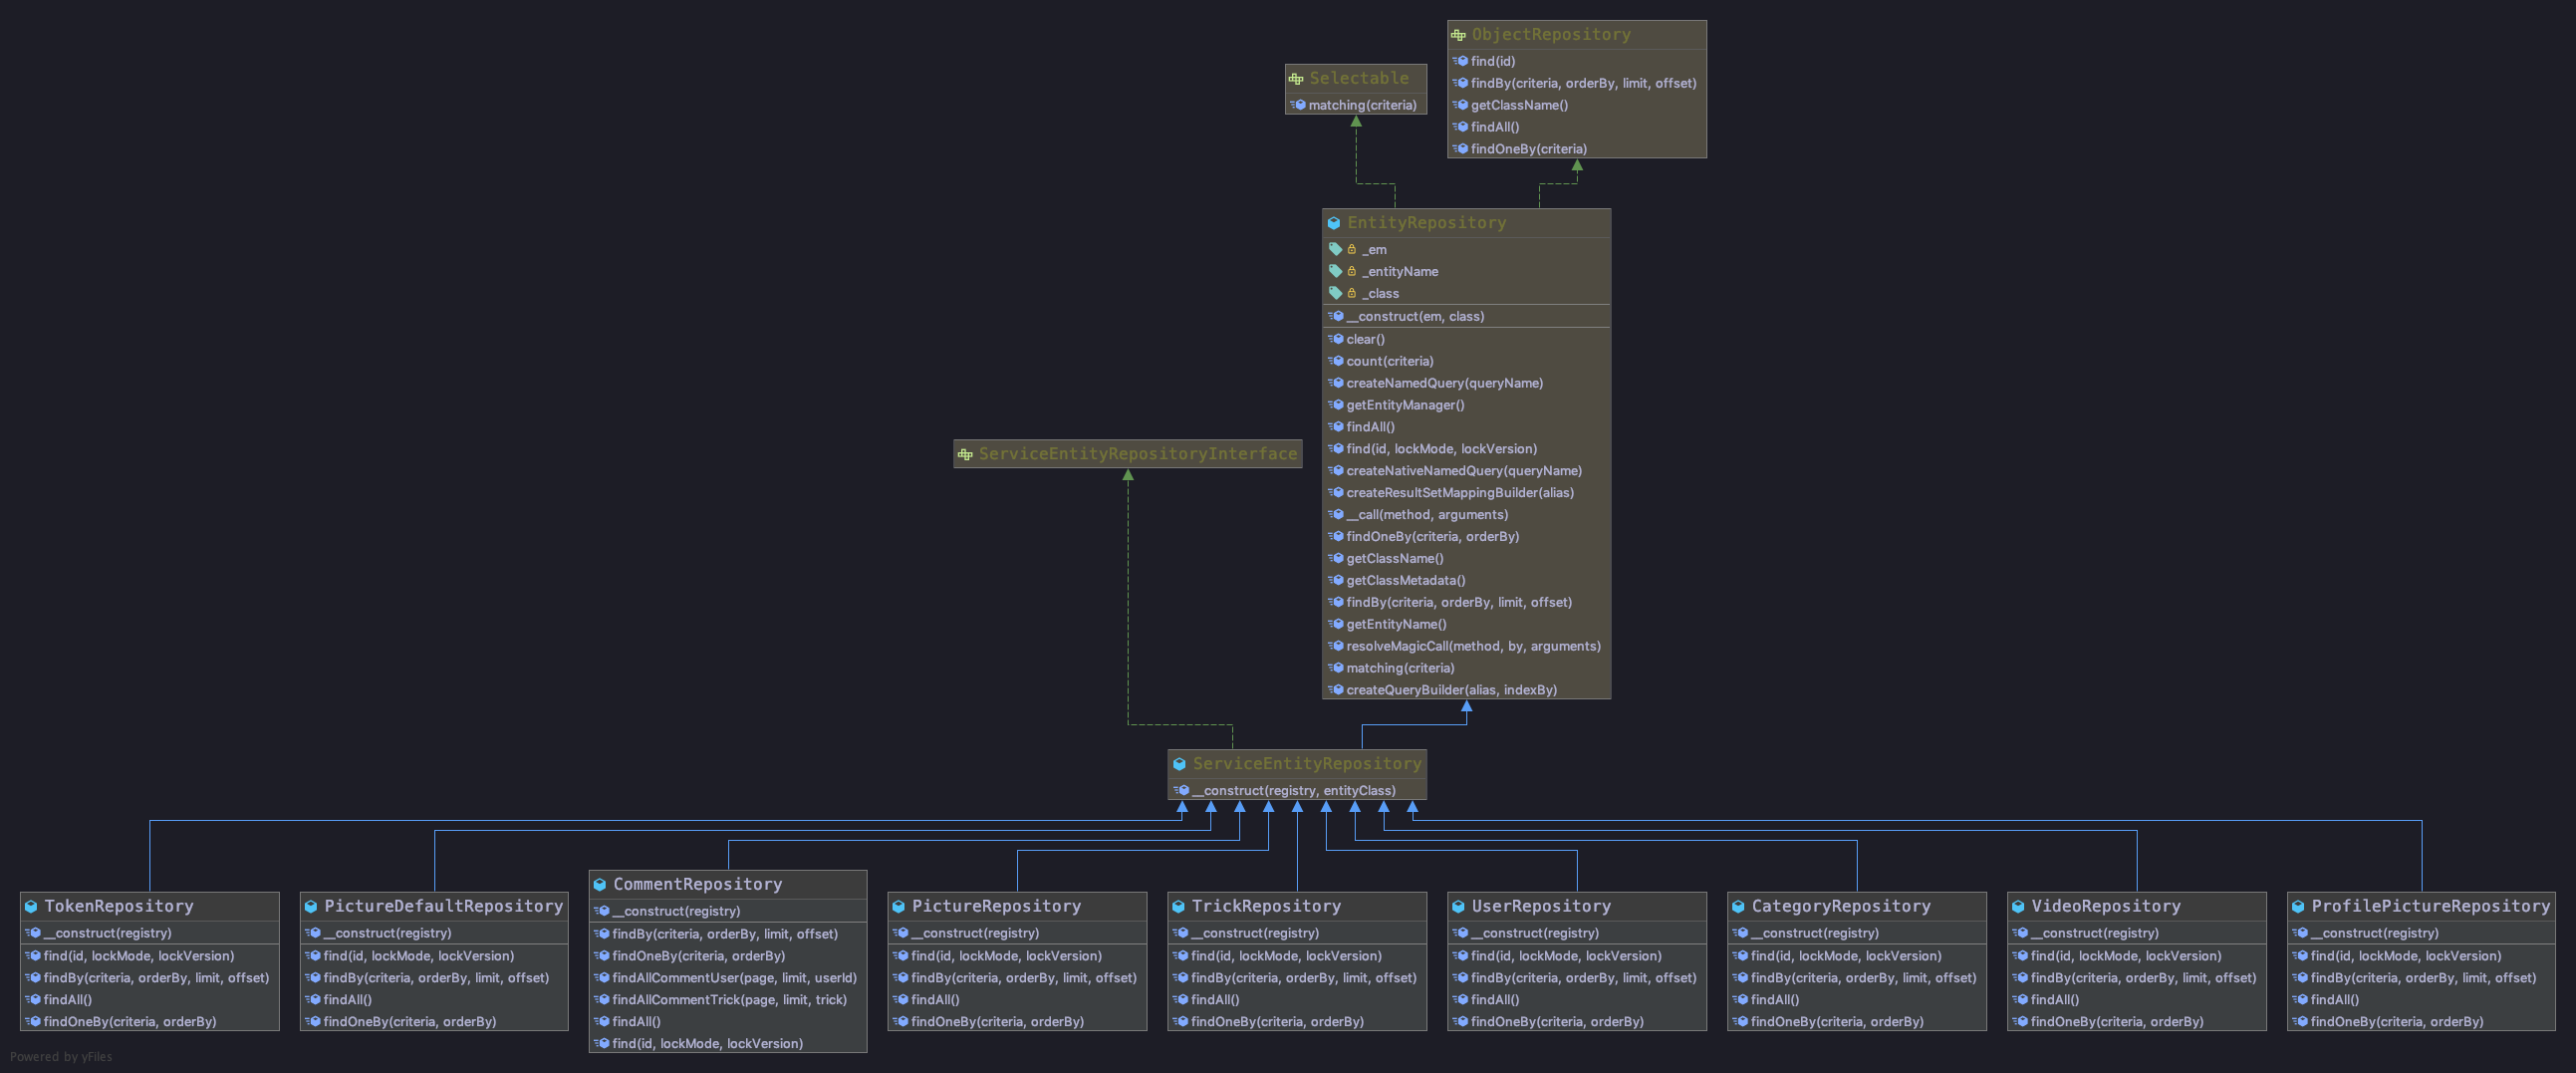 ObjectRepository
find(id)
findBy(criteria, orderBy, limit, offset)
getClassName()
findAll()
findOneBy(criteria)
Selectable
matching(criteria)
EntityRepository
_em
_entityName
_class
__construct(em, class)
clear()
count(criteria)
createNamedQuery(queryName)
getEntityManager()
findAll()
find(id, lockMode, lockVersion)
createNativeNamedQuery(queryName)
createResultSetMappingBuilder(alias)
__call(method, arguments)
findOneBy(criteria, orderBy)
getClassName()
getClassMetadata()
findBy(criteria, orderBy, limit, offset)
getEntityName()
resolveMagicCall(method, by, arguments)
matching(criteria)
createQueryBuilder(alias, indexBy)
ServiceEntityRepositoryInterface
ServiceEntityRepository
__construct(registry, entityClass)
TokenRepository
__construct(registry)
find(id, lockMode, lockVersion)
findBy(criteria, orderBy, limit, offset)
findAll()
findOneBy(criteria, orderBy)
PictureDefaultRepository
__construct(registry)
find(id, lockMode, lockVersion)
findBy(criteria, orderBy, limit, offset)
findAll()
findOneBy(criteria, orderBy)
CommentRepository
__construct(registry)
findBy(criteria, orderBy, limit, offset)
findOneBy(criteria, orderBy)
findAllCommentUser(page, limit, userId)
findAllCommentTrick(page, limit, trick)
findAll()
find(id, lockMode, lockVersion)
PictureRepository
__construct(registry)
find(id, lockMode, lockVersion)
findBy(criteria, orderBy, limit, offset)
findAll()
findOneBy(criteria, orderBy)
TrickRepository
__construct(registry)
find(id, lockMode, lockVersion)
findBy(criteria, orderBy, limit, offset)
findAll()
findOneBy(criteria, orderBy)
UserRepository
__construct(registry)
find(id, lockMode, lockVersion)
findBy(criteria, orderBy, limit, offset)
findAll()
findOneBy(criteria, orderBy)
CategoryRepository
__construct(registry)
find(id, lockMode, lockVersion)
findBy(criteria, orderBy, limit, offset)
findAll()
findOneBy(criteria, orderBy)
VideoRepository
__construct(registry)
find(id, lockMode, lockVersion)
findBy(criteria, orderBy, limit, offset)
findAll()
findOneBy(criteria, orderBy)
ProfilePictureRepository
__construct(registry)
find(id, lockMode, lockVersion)
findBy(criteria, orderBy, limit, offset)
findAll()
findOneBy(criteria, orderBy)
Powered by yFiles